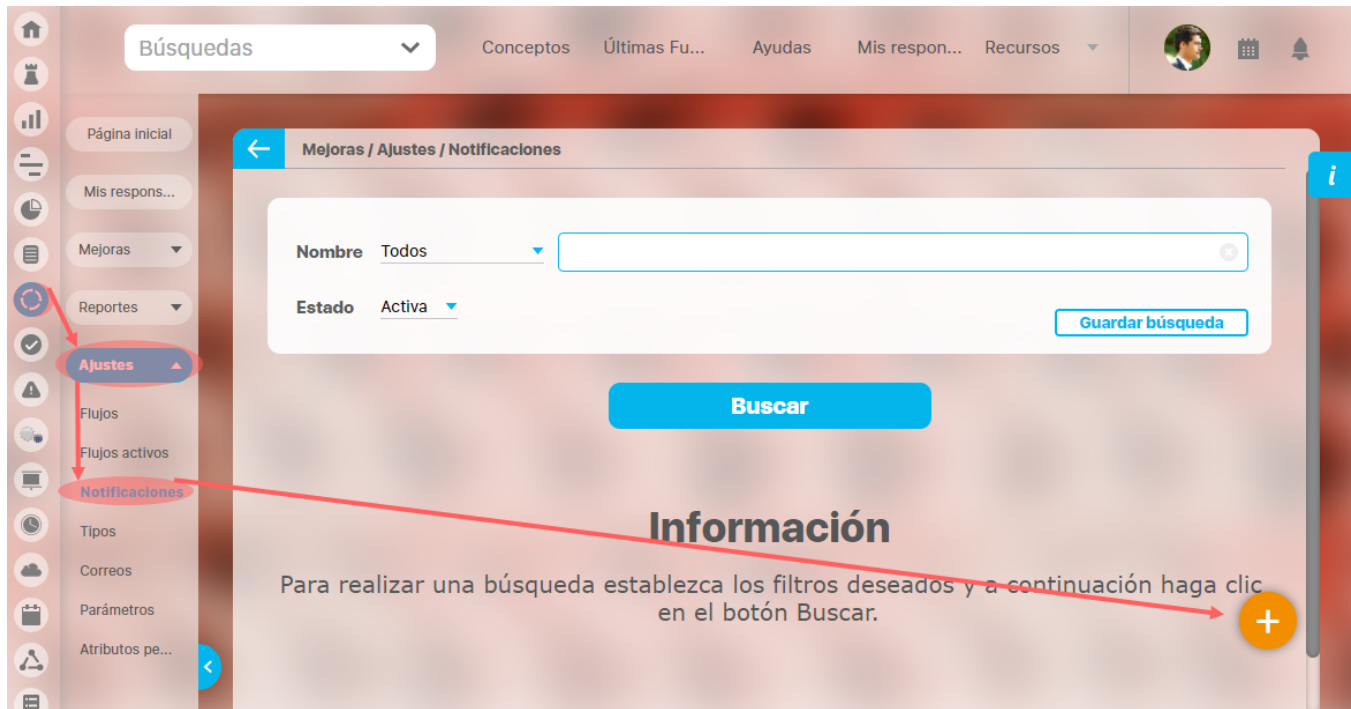 Búsquedas
Conceptos
Últimas Fu...
Ayudas
Mis respon...
Recursos
Página inicial
Mis respons...
Mejoras
Reportes
Ajustes
Flujos
Flujos activos
Notificaciones
Tipos
Correos
Parámetros
Atributos pe...
Mejoras / Ajustes / Notificaciones
i
Nombre Todos
Estado Activa
Guardar búsqueda
Buscar
Información
Para realizar una búsqueda establezca los filtros deseados y a continuación haga clic
en el botón Buscar.
+